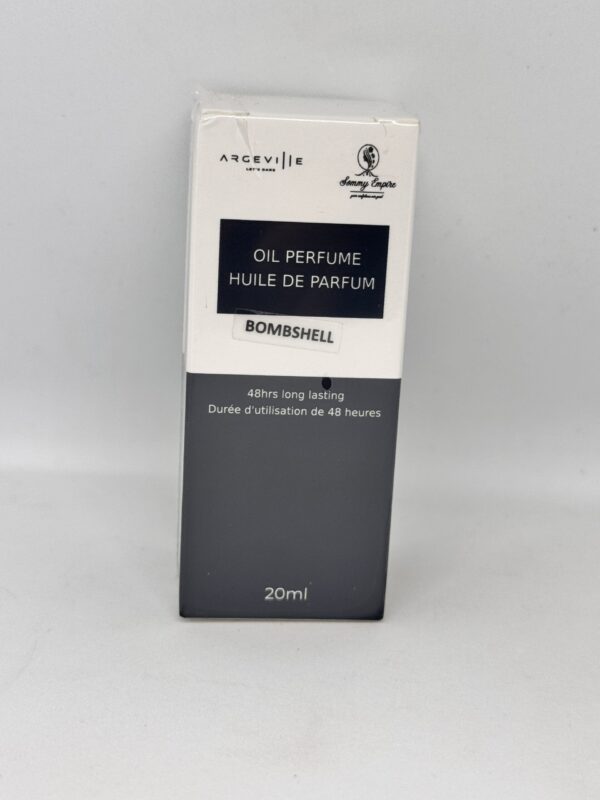 ARGEVILLE
LET'S DARE
Sommy Empire
OIL PERFUME
HUILE DE PARFUM
BOMBSHELL
48hrs long lasting
Durée d'utilisation de 48 heures
20ml